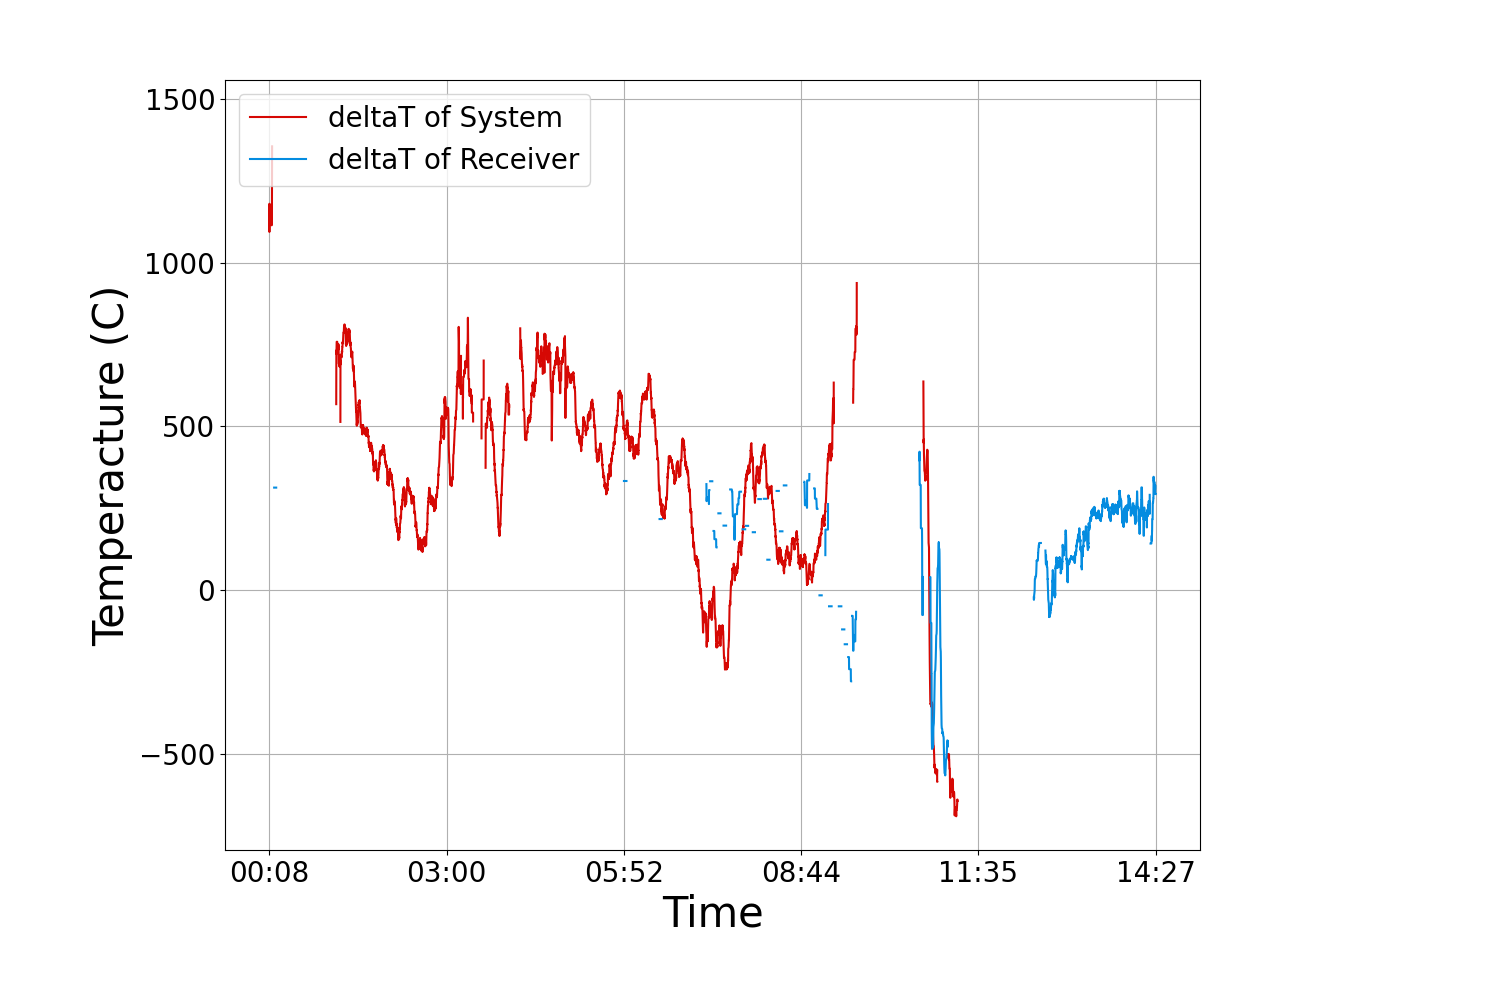 1500
1000
500
0
−500
Temperacture (C)
deltaT of System
deltaT of Receiver
00:08 03:00 05:52 08:44 11:35 14:27
Time